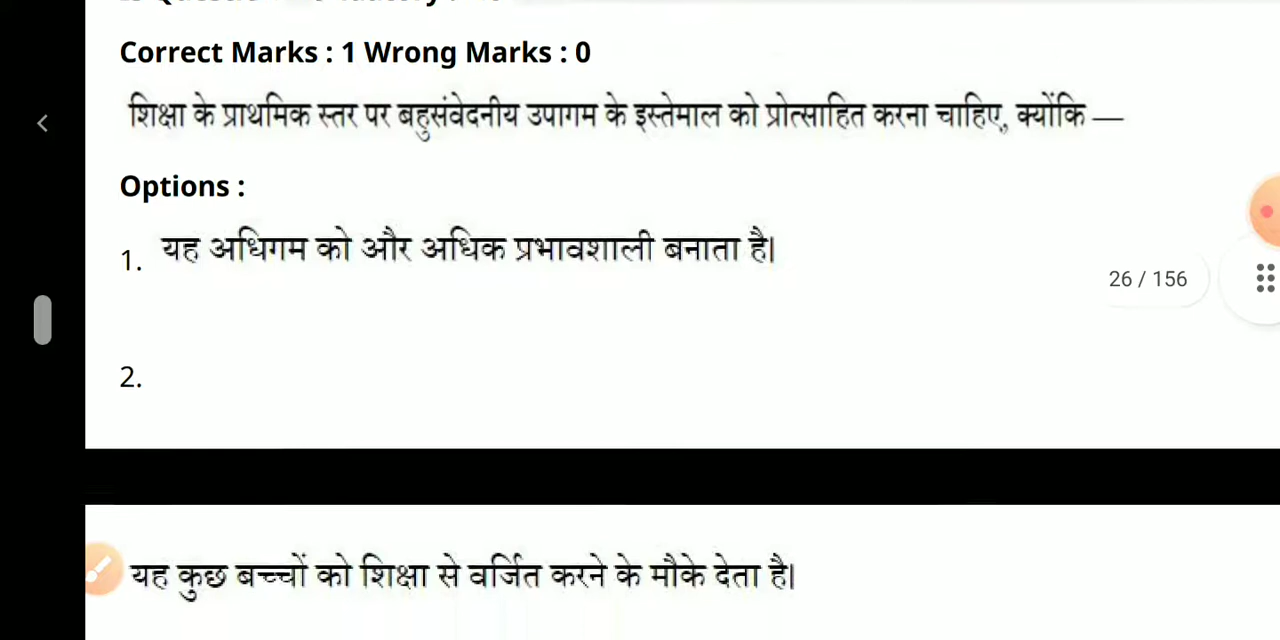 Correct Marks : 1 Wrong Marks : 0
शिक्षा के प्राथमिक स्तर पर बहुसंवेदनीय उपागम के इस्तेमाल को प्रोत्साहित करना चाहिए, क्योंकि —
Options :
1. यह अधिगम को और अधिक प्रभावशाली बनाता है।
26 / 156
2.
यह कुछ बच्चों को शिक्षा से वर्जित करने के मौके देता है।